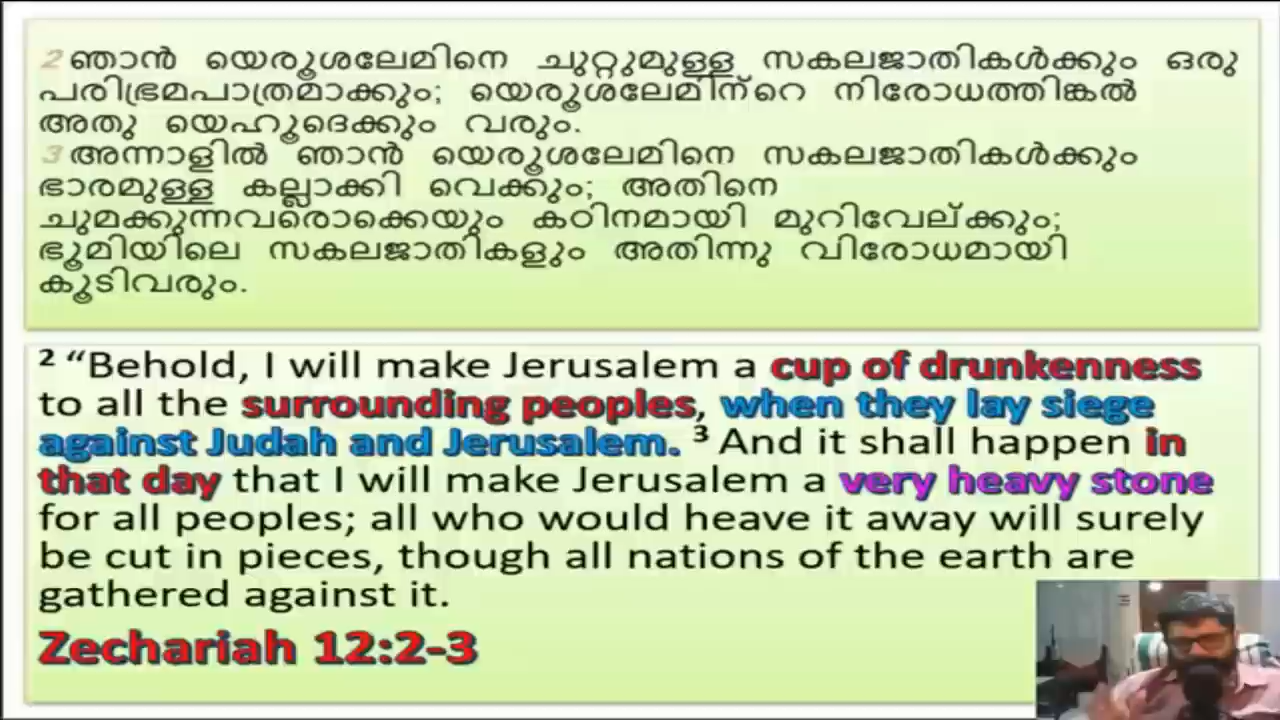 2 ഞാൻ യെരൂശലേമിനെ ചുറ്റുമുള്ള സകലജാതികൾക്കും ഒരു
പരിഭ്രമപാത്രമാക്കും; യെരൂശലേമിന്റെ നിരോധത്തിങ്കൽ
അതു യെഹൂദെക്കും വരും.
3 അന്നാളിൽ ഞാൻ യെരൂശലേമിനെ സകലജാതികൾക്കും
ഭാരമുള്ള കല്ലാക്കി വെക്കും; അതിനെ
ചുമക്കുന്നവരൊക്കെയും കഠിനമായി മുറിവേല്ക്കും;
ഭൂമിയിലെ സകലജാതികളും അതിന്നു വിരോധമായി
കൂടിവരും.
² “Behold, I will make Jerusalem a cup of drunkenness
to all the surrounding peoples, when they lay siege
against Judah and Jerusalem. ³ And it shall happen in
that day that I will make Jerusalem a very heavy stone
for all peoples; all who would heave it away will surely
be cut in pieces, though all nations of the earth are
gathered against it.
Zechariah 12:2-3